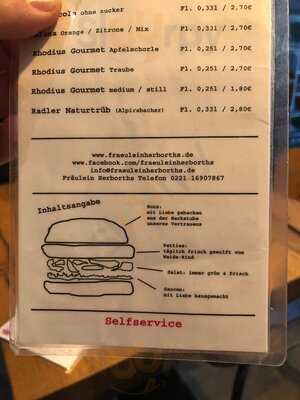 ohne zucker Fl. 0,33l / 2,70€
Orange / Zitrone / Mix Fl. 0,33l / 2,70€
Rhodius Gourmet Apfelschorle Fl. 0,25l / 2,70€
Rhodius Gourmet Traube Fl. 0,25l / 2,70€
Rhodius Gourmet medium / still Fl. 0,25l / 1,80€
Radler Naturtrüb (Alpirsbacher) Fl. 0,33l / 2,80€
www.fraeuleinherborths.de
www.facebook.com/fraeuleinherborths
info@fraeuleinherborths.de
Fräulein Herborths Telefon 0221 16907867
Inhaltsangabe
Buns:
mit Liebe gebacken
aus der Backstube
unseres Vertrauens
Patties:
täglich frisch gewolft vom
Weide-Rind
Salat: immer grün & frisch
Saucen:
mit Liebe hausgemacht
Selfservice